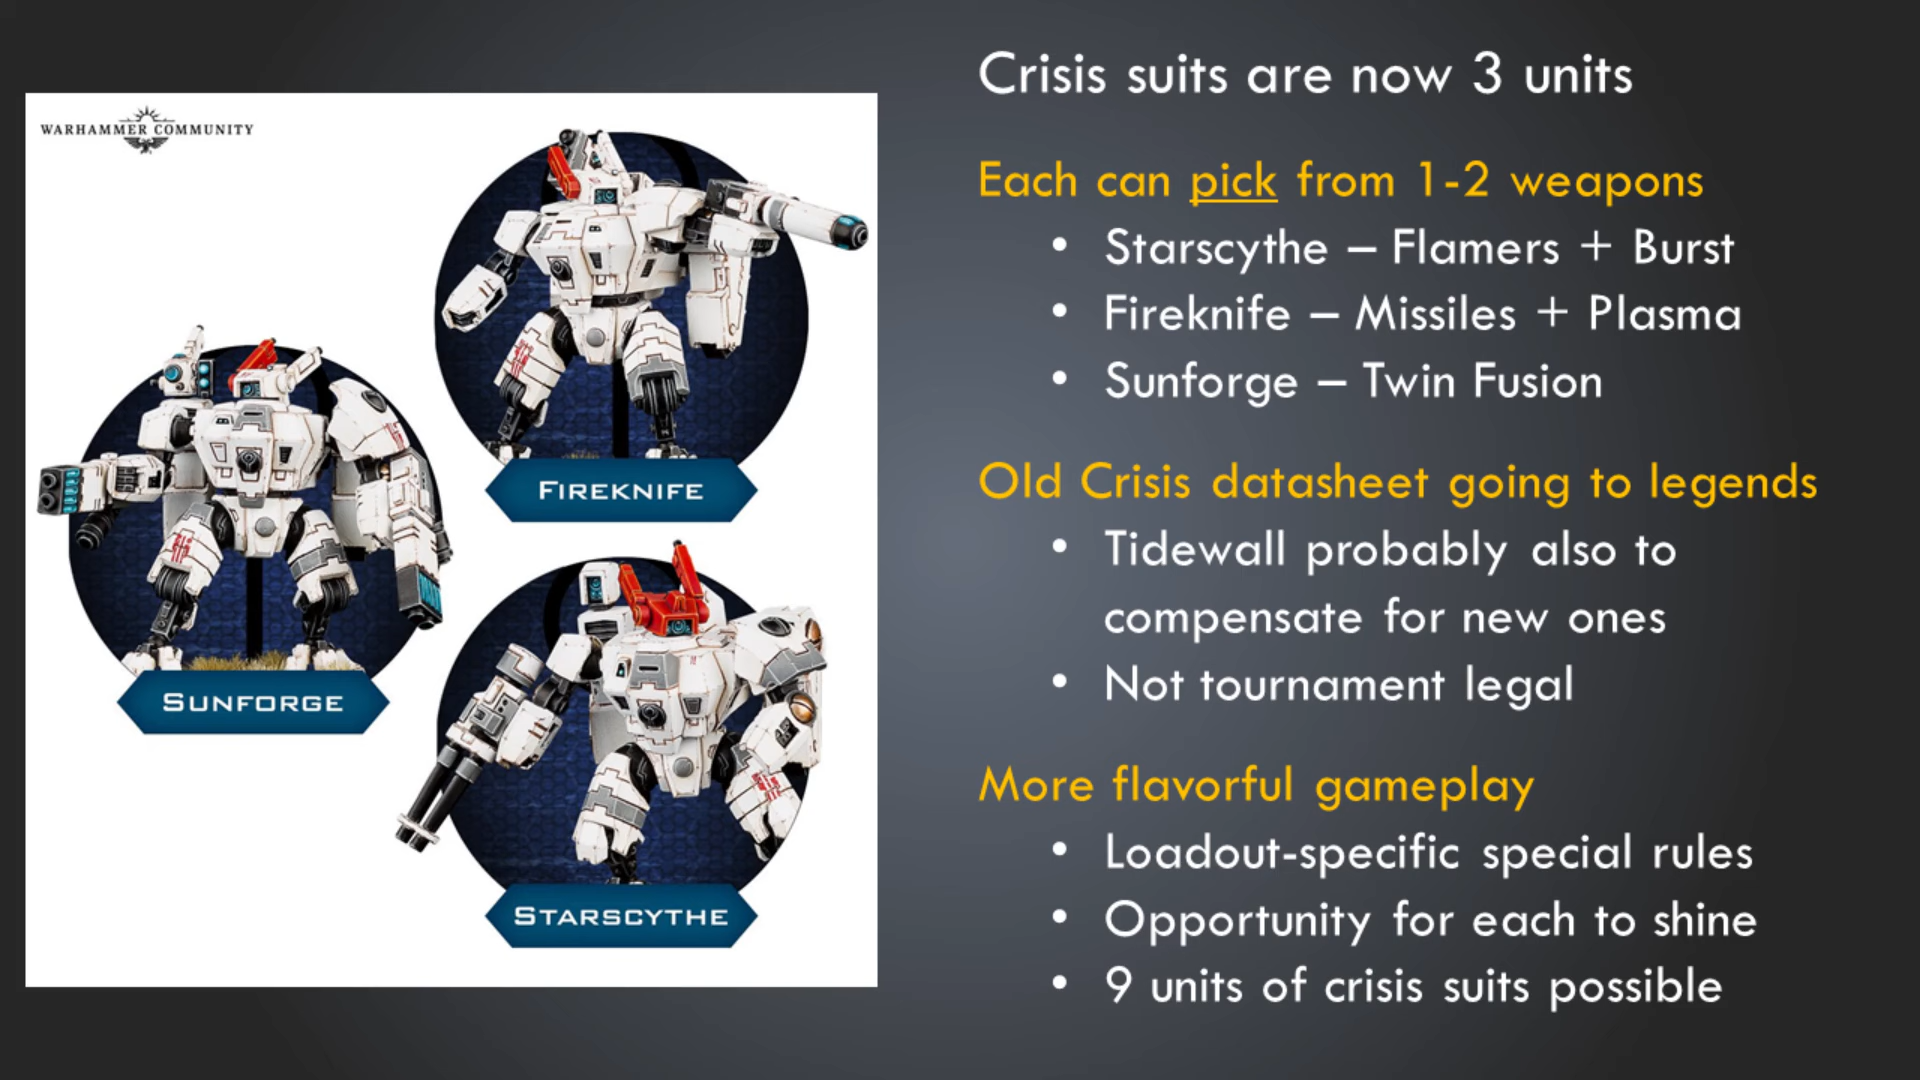 WARHAMMER COMMUNITY
FIREKNIFE
SUNFORGE
STARSCYTHE
Crisis suits are now 3 units
Each can pick from 1-2 weapons
• Starscythe – Flamers + Burst
• Fireknife – Missiles + Plasma
• Sunforge – Twin Fusion
Old Crisis datasheet going to legends
• Tidewall probably also to
compensate for new ones
• Not tournament legal
More flavorful gameplay
• Loadout-specific special rules
• Opportunity for each to shine
• 9 units of crisis suits possible